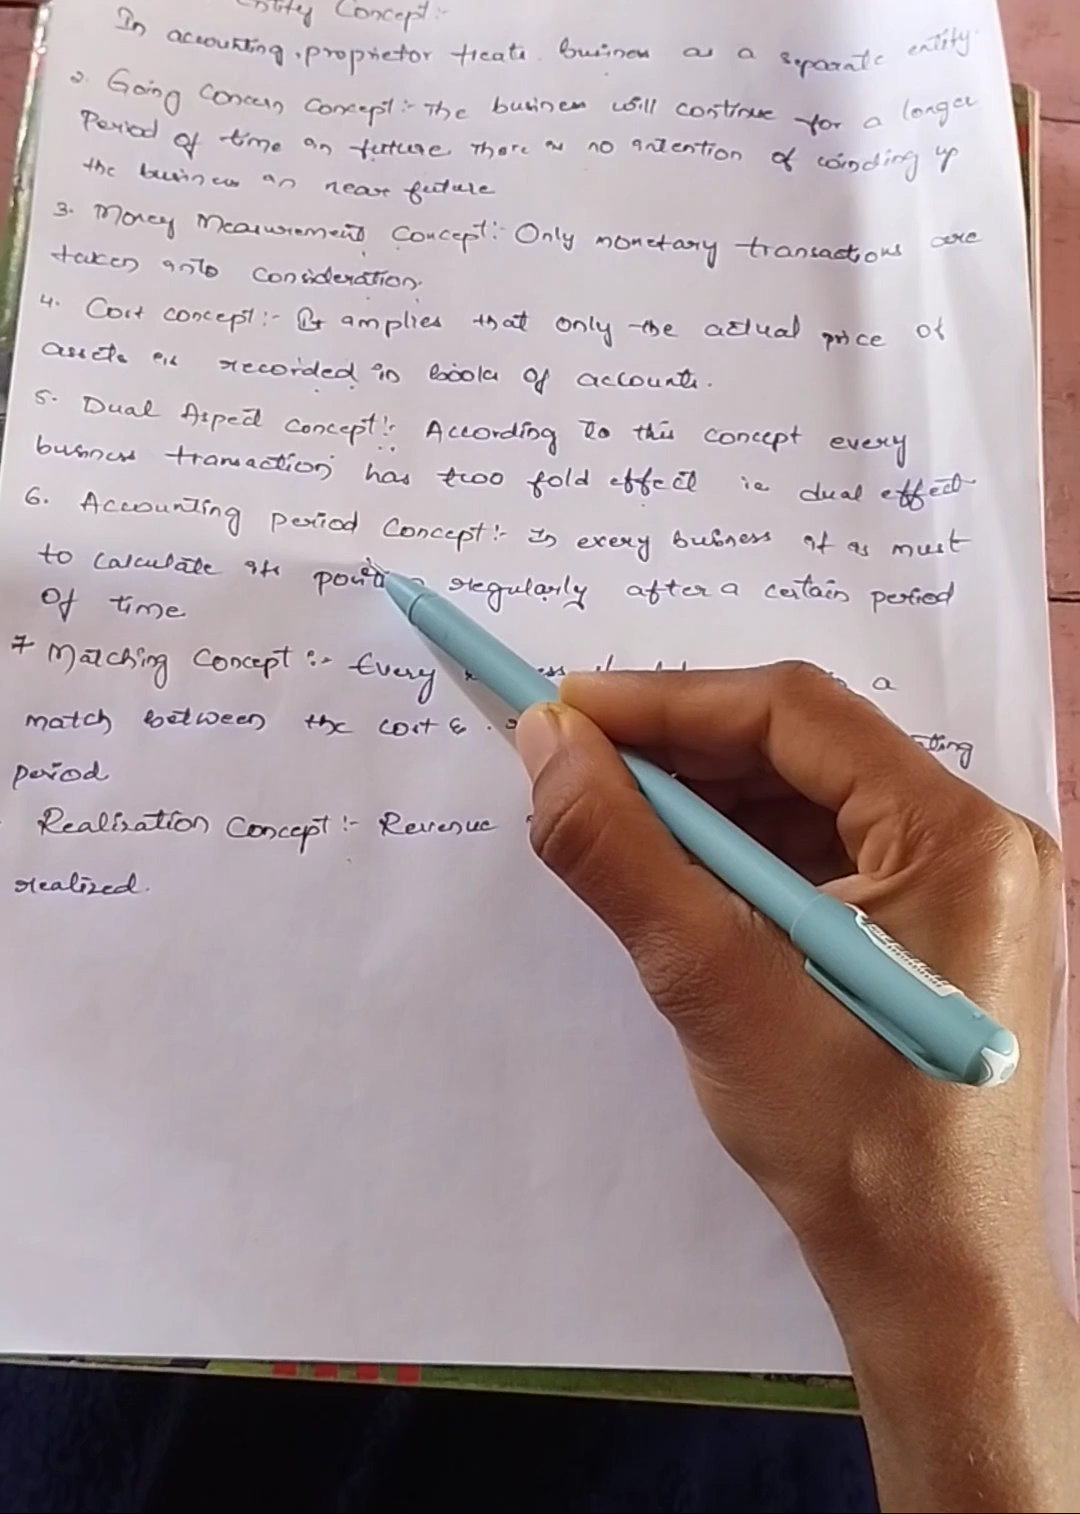 Entity Concept:-
In accounting, proprietor treats business as a separate entity.
2. Going Concern Concept:- The business will continue for a longer
Period of time in future. There is no intention of winding up
the business in near future
3. Money Measurement Concept:- Only monetary transactions are
taken into consideration.
4. Cost concept:- It implies that only the actual price of
assets is recorded in books of accounts.
5. Dual Aspect Concept:- According to this concept every
business transaction has two fold effect ie dual effect.
6. Accounting period Concept:- In every business it is must
to calculate its regularly after a certain period
Of time
7 Matching Concept:- Every a
match between the cost &
period
Realization Concept:- Revenue
realized.